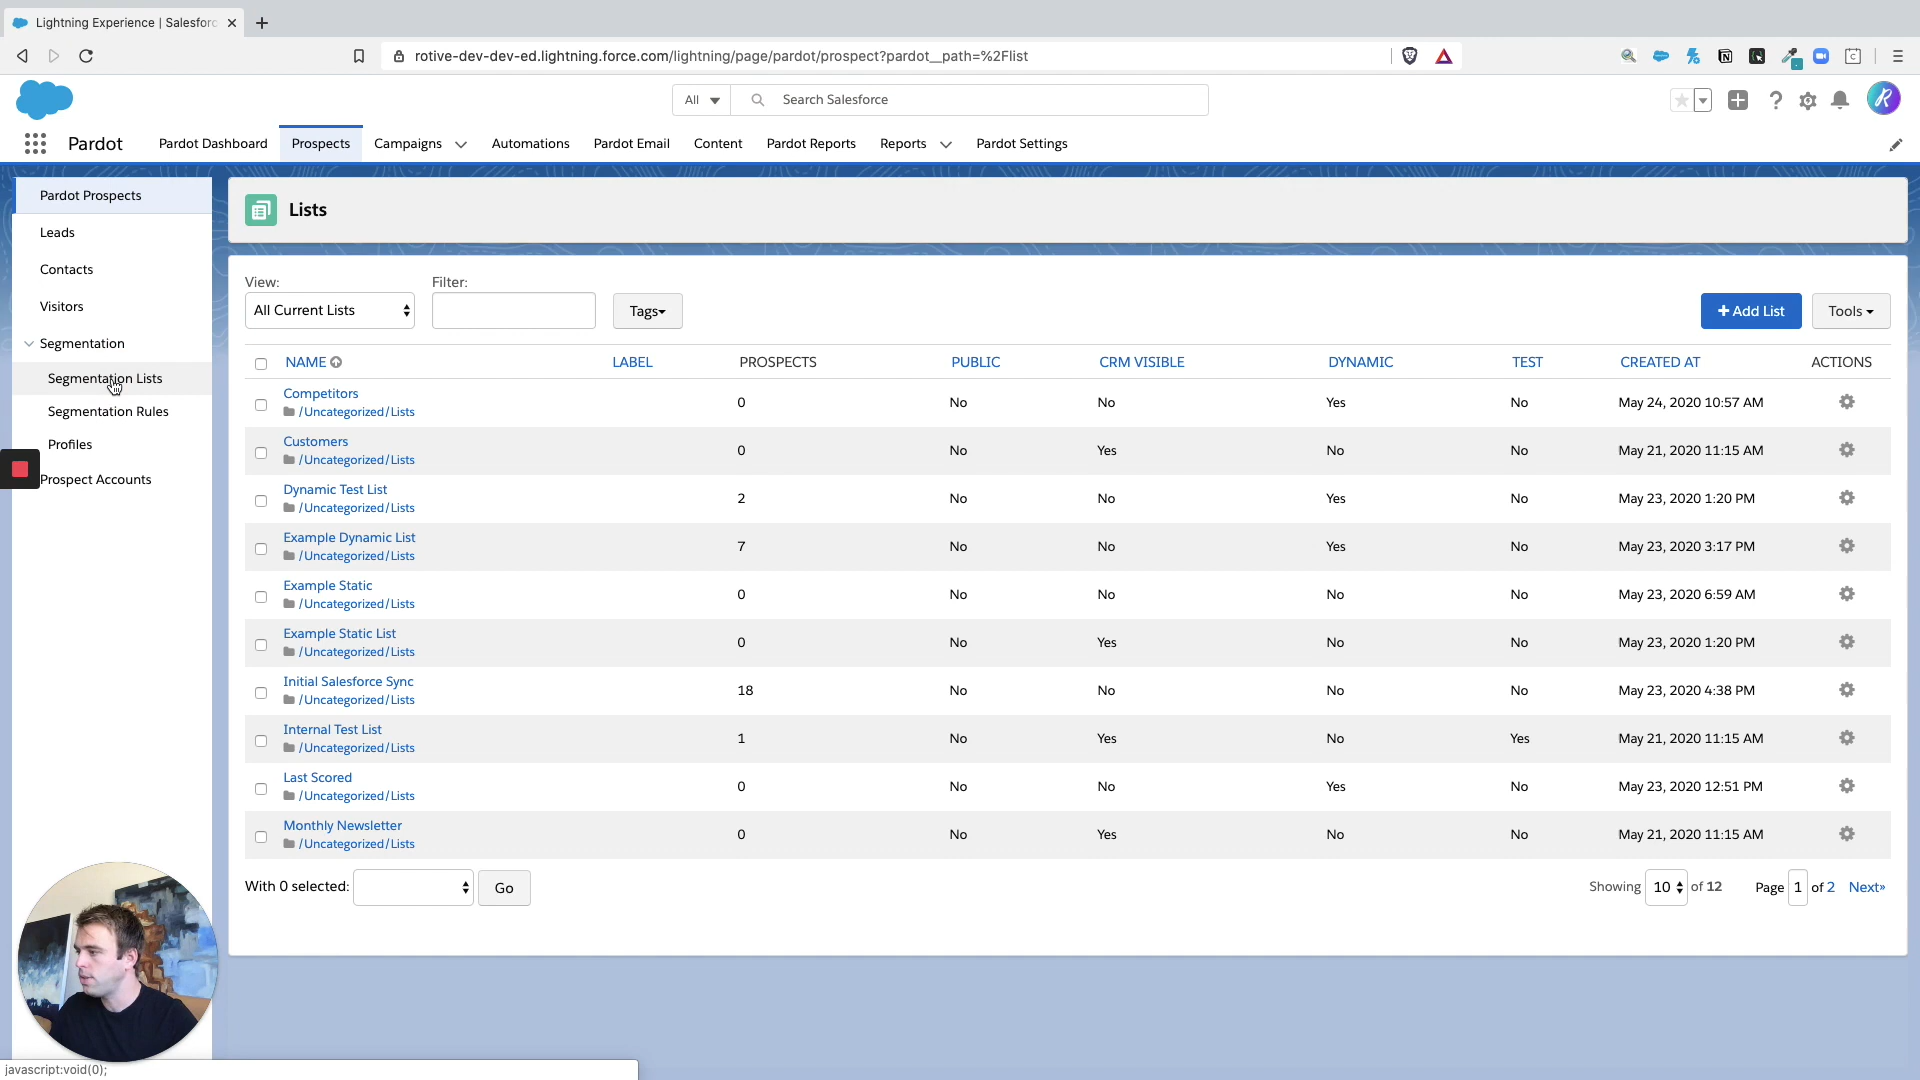 Lightning Experience | Salesforc
rotive-dev-dev-ed.lightning.force.com/lightning/page/pardot/prospect?pardot__path=%2Flist
All
Search Salesforce
Pardot
Pardot Dashboard
Prospects
Campaigns
Automations
Pardot Email
Content
Pardot Reports
Reports
Pardot Settings
Pardot Prospects
Leads
Contacts
Visitors
Segmentation
Segmentation Lists
Segmentation Rules
Profiles
Prospect Accounts
Lists
View:
All Current Lists
Filter:
Tags
+ Add List
Tools
NAME LABEL PROSPECTS PUBLIC CRM VISIBLE DYNAMIC TEST CREATED AT ACTIONS
Competitors
/Uncategorized/Lists
0 No No Yes No May 24, 2020 10:57 AM
Customers
/Uncategorized/Lists
0 No Yes No No May 21, 2020 11:15 AM
Dynamic Test List
/Uncategorized/Lists
2 No No Yes No May 23, 2020 1:20 PM
Example Dynamic List
/Uncategorized/Lists
7 No No Yes No May 23, 2020 3:17 PM
Example Static
/Uncategorized/Lists
0 No No No No May 23, 2020 6:59 AM
Example Static List
/Uncategorized/Lists
0 No Yes No No May 23, 2020 1:20 PM
Initial Salesforce Sync
/Uncategorized/Lists
18 No No No No May 23, 2020 4:38 PM
Internal Test List
/Uncategorized/Lists
1 No Yes No Yes May 21, 2020 11:15 AM
Last Scored
/Uncategorized/Lists
0 No No Yes No May 23, 2020 12:51 PM
Monthly Newsletter
/Uncategorized/Lists
0 No Yes No No May 21, 2020 11:15 AM
With 0 selected:
Go
Showing 10 of 12
Page 1 of 2 Next»
javascript:void(0);